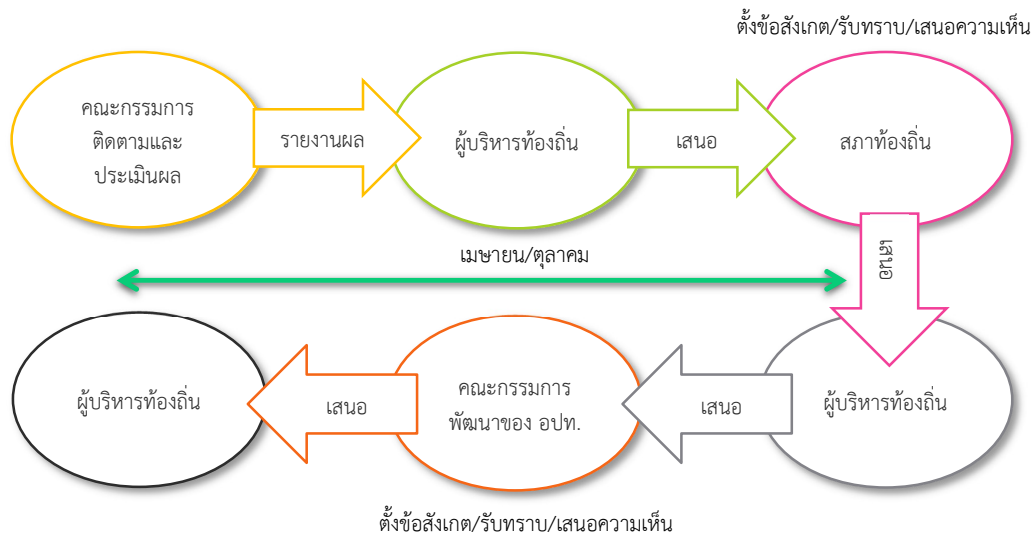 ตั้งข้อสังเกต/รับทราบ/เสนอความเห็น
คณะกรรมการ
ติดตามและ
ประเมินผล
รายงานผล
ผู้บริหารท้องถิ่น
เสนอ
สภาท้องถิ่น
เสนอ
เมษายน/ตุลาคม
ผู้บริหารท้องถิ่น
เสนอ
คณะกรรมการ
พัฒนาของ อปท.
เสนอ
ผู้บริหารท้องถิ่น
ตั้งข้อสังเกต/รับทราบ/เสนอความเห็น